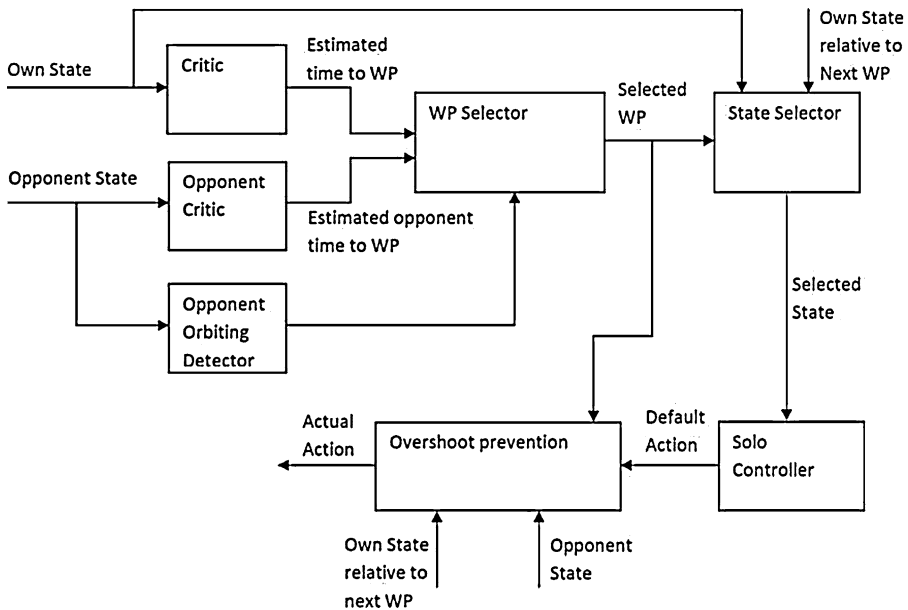 Own State
Critic
Estimated
time to WP
WP Selector
Selected
WP
State Selector
Own State
relative to
Next WP
Opponent State
Opponent
Critic
Estimated opponent
time to WP
Opponent
Orbiting
Detector
Selected
State
Actual
Action
Overshoot prevention
Default
Action
Solo
Controller
Own State
relative to
next WP
Opponent
State